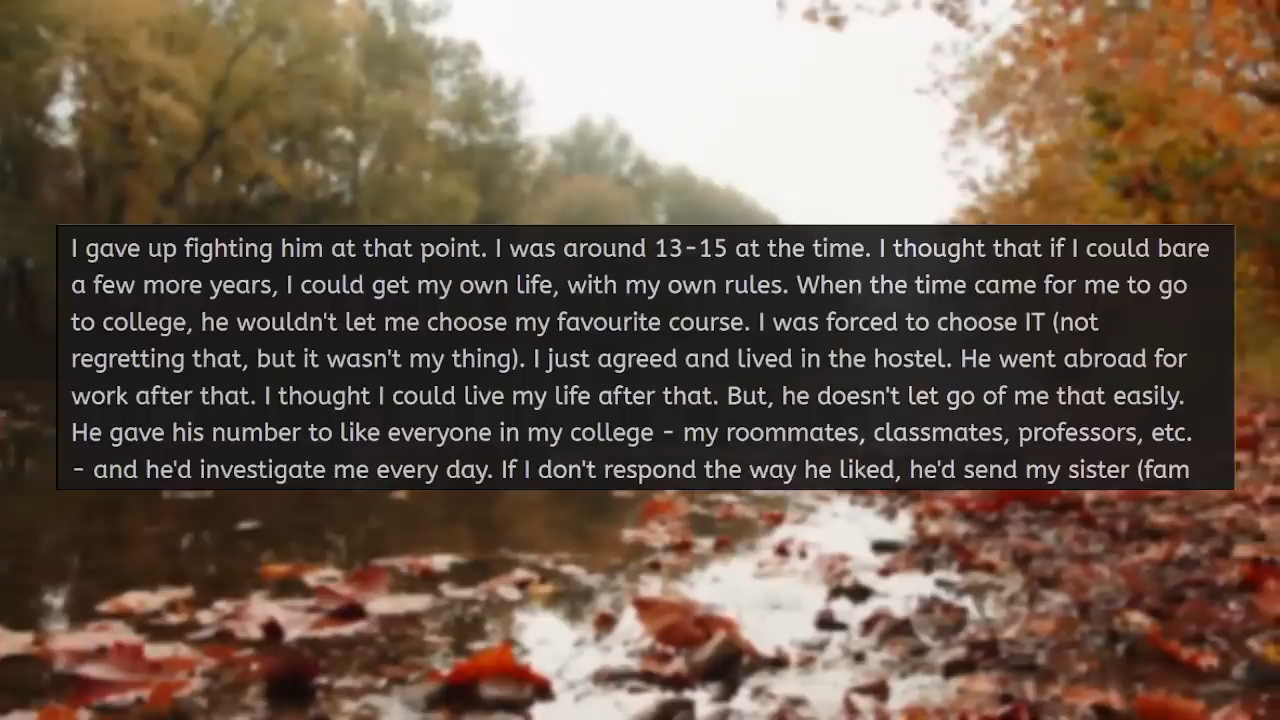 I gave up fighting him at that point. I was around 13-15 at the time. I thought that if I could bare
a few more years, I could get my own life, with my own rules. When the time came for me to go
to college, he wouldn't let me choose my favourite course. I was forced to choose IT (not
regretting that, but it wasn't my thing). I just agreed and lived in the hostel. He went abroad for
work after that. I thought I could live my life after that. But, he doesn't let go of me that easily.
He gave his number to like everyone in my college - my roommates, classmates, professors, etc.
- and he'd investigate me every day. If I don't respond the way he liked, he'd send my sister (fam